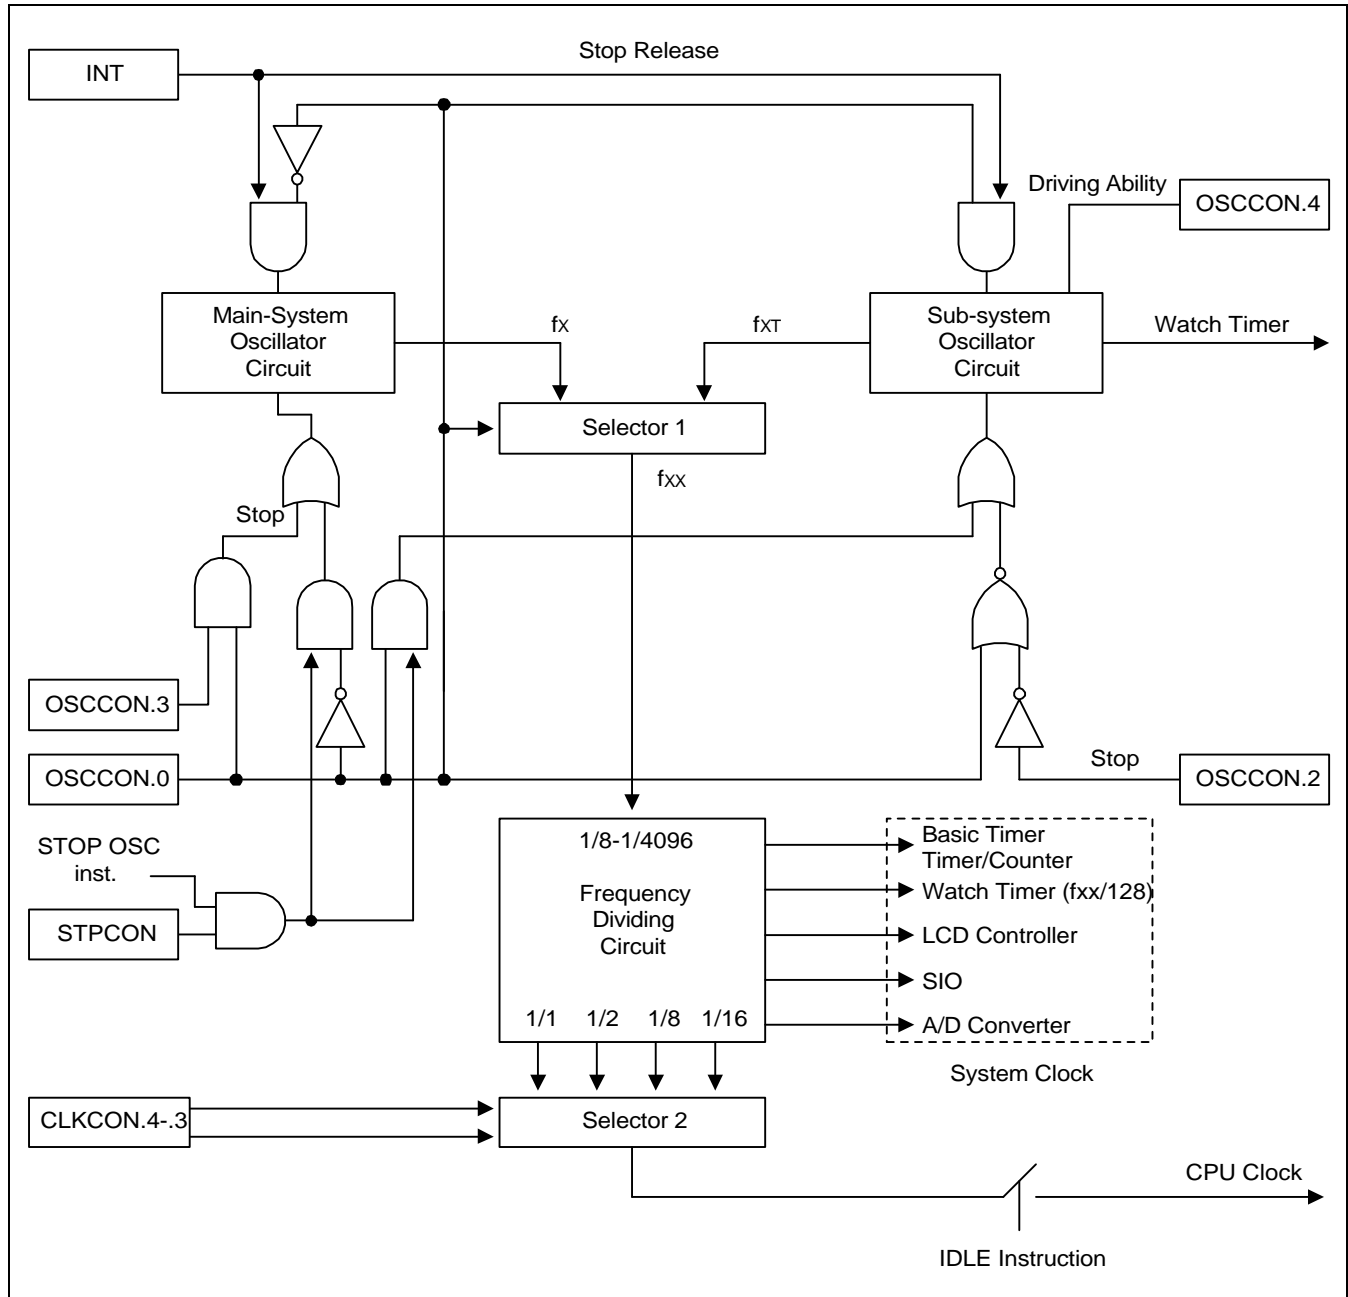 Stop Release
INT
Driving Ability
OSCCON.4
Main-System
Oscillator
Circuit
fX
fXT
Sub-system
Oscillator
Circuit
Watch Timer
Selector 1
fXX
Stop
OSCCON.3
OSCCON.0
Stop
OSCCON.2
STOP OSC
inst.
STPCON
1/8-1/4096
Frequency
Dividing
Circuit
1/1 1/2 1/8 1/16
Basic Timer
Timer/Counter
Watch Timer (fxx/128)
LCD Controller
SIO
A/D Converter
System Clock
CLKCON.4-.3
Selector 2
CPU Clock
IDLE Instruction